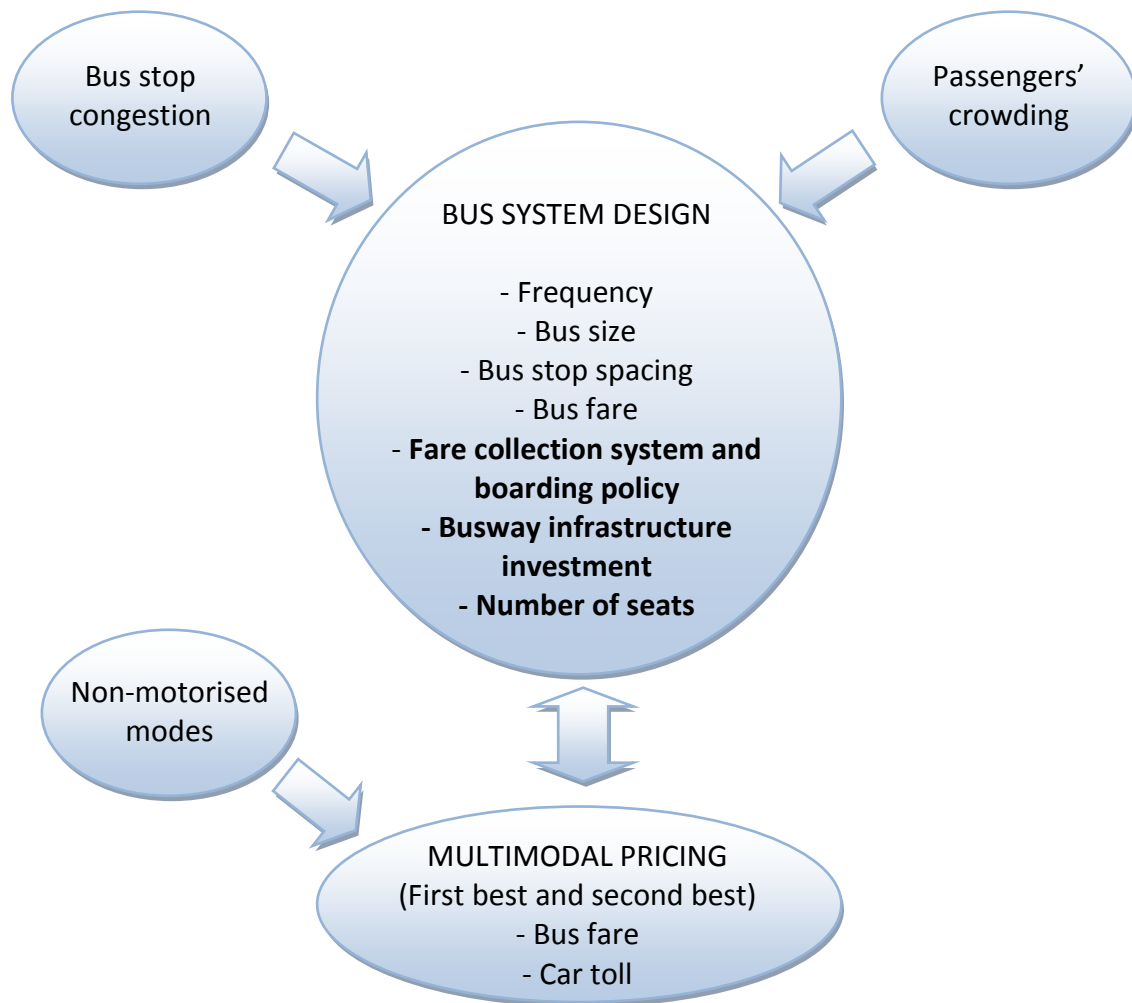 Bus stop
congestion
Passengers’
crowding
BUS SYSTEM DESIGN
- Frequency
- Bus size
- Bus stop spacing
- Bus fare
- Fare collection system and
boarding policy
- Busway infrastructure
investment
- Number of seats
Non-motorised
modes
MULTIMODAL PRICING
(First best and second best)
- Bus fare
- Car toll